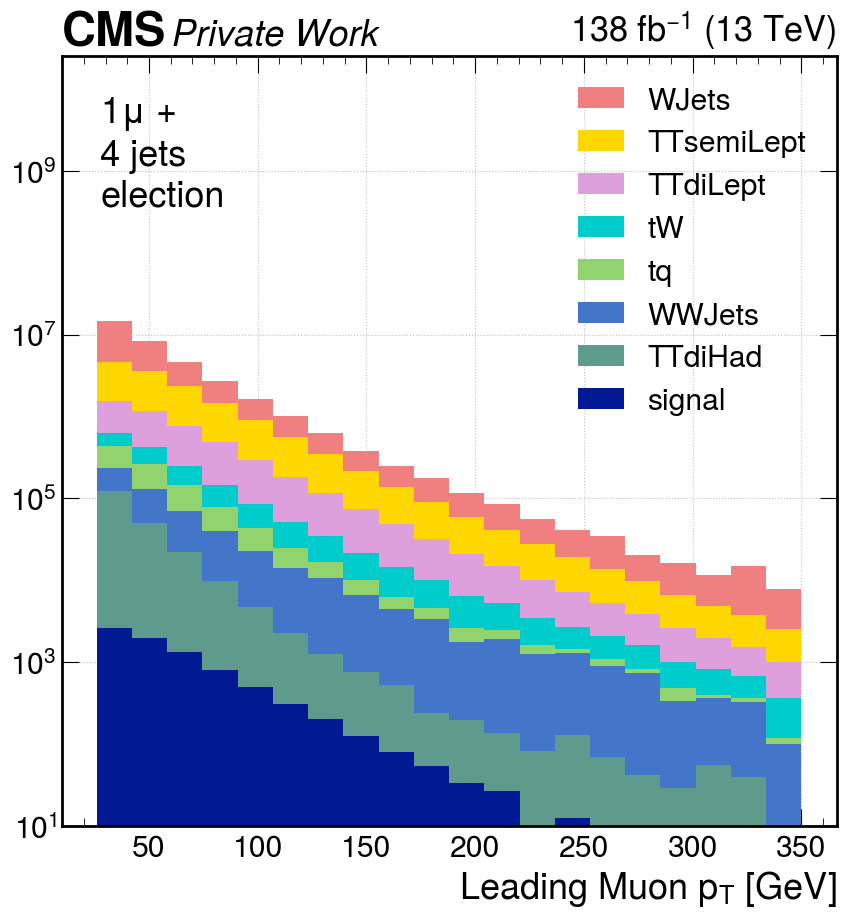 CMS Private Work 138 fb⁻¹ (13 TeV)
1μ +
4 jets
election
WJets
TTsemiLept
TTdiLept
tW
tq
WWJets
TTdiHad
signal
10⁹
10⁷
10⁵
10³
10¹
50 100 150 200 250 300 350
Leading Muon p_T [GeV]